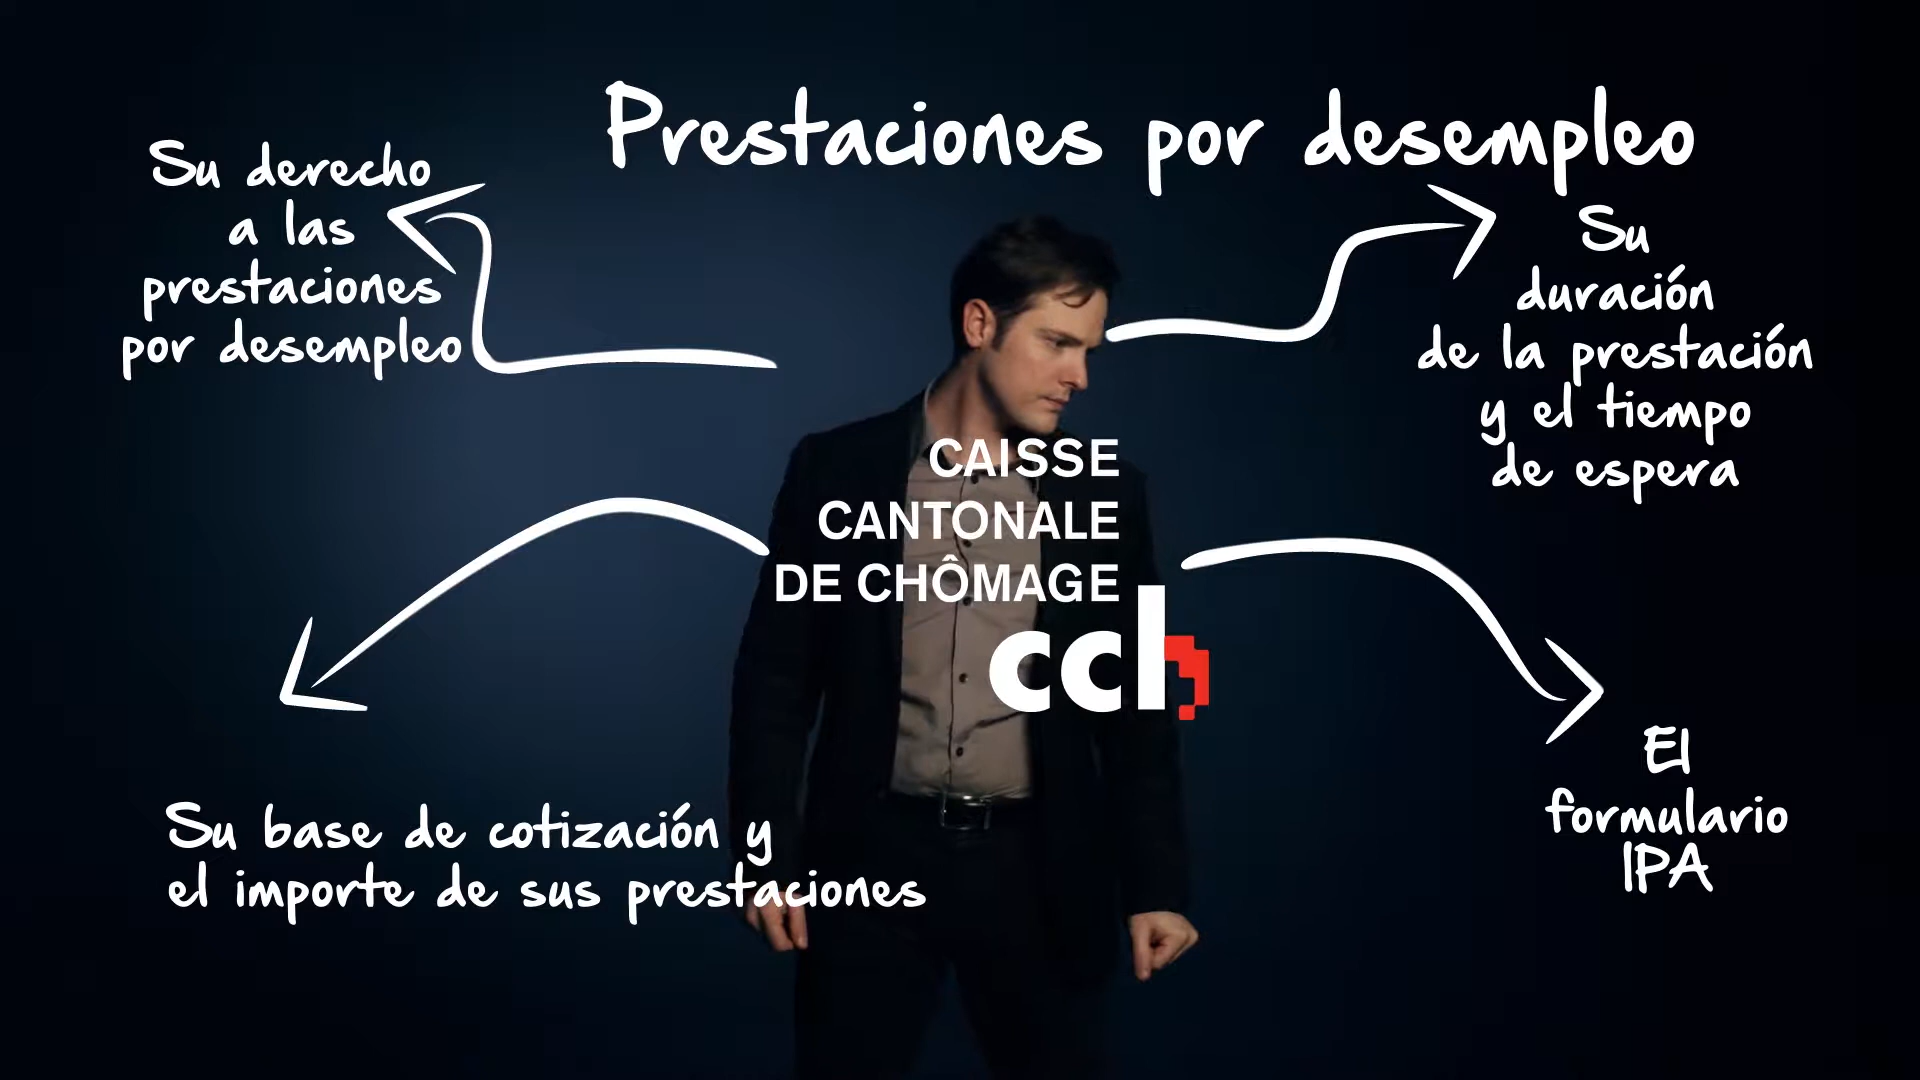 Prestaciones por desempleo
Su derecho
a las
prestaciones
por desempleo
Su
duración
de la prestación
y el tiempo
de espera
CAISSE
CANTONALE
DE CHÔMAGE
cch
Su base de cotización y
el importe de sus prestaciones
El
formulario
IPA